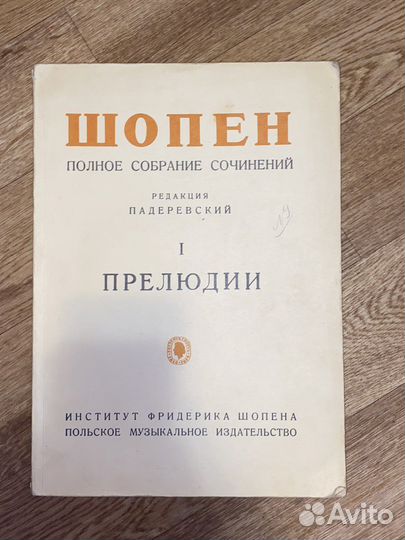 ШОПЕН
ПОЛНОЕ СОБРАНИЕ СОЧИНЕНИЙ
РЕДАКЦИЯ
ПАДЕРЕВСКИЙ
I
ПРЕЛЮДИИ
ИНСТИТУТ ФРИДЕРИКА ШОПЕНА
ПОЛЬСКОЕ МУЗЫКАЛЬНОЕ ИЗДАТЕЛЬСТВО
Avito